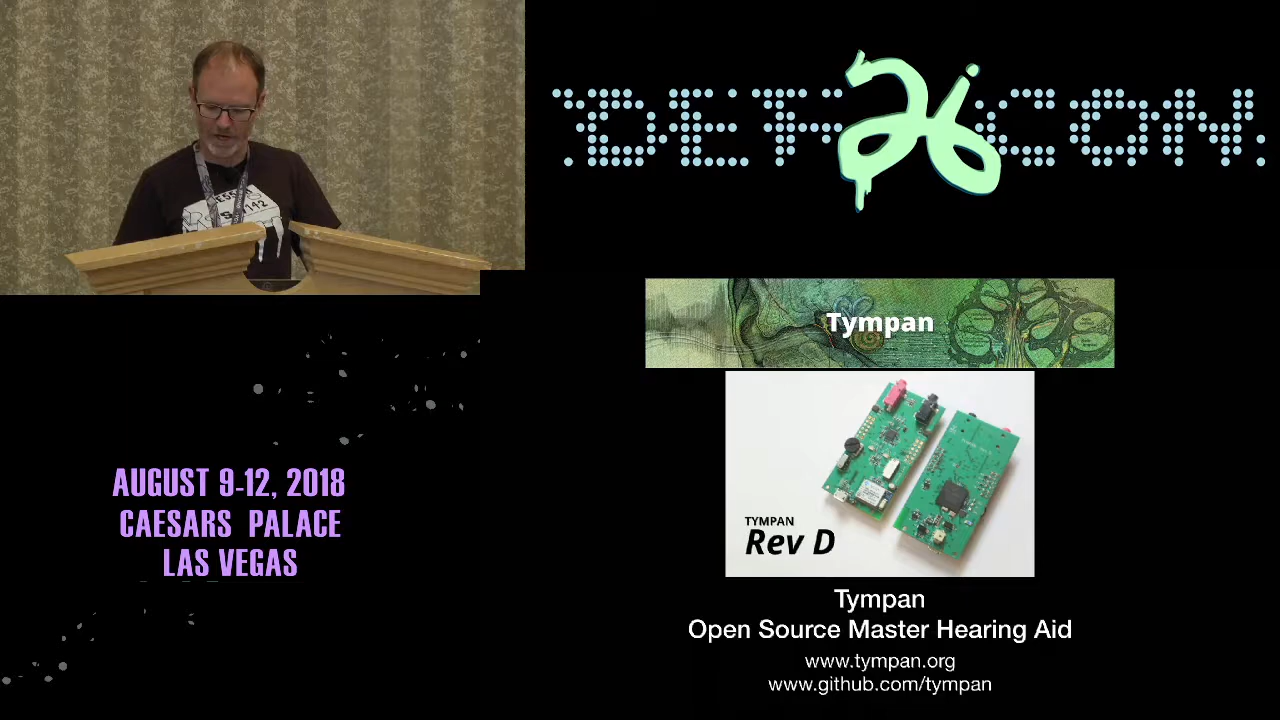 DEF CON
26
Tympan
TYMPAN
Rev D
Tympan
Open Source Master Hearing Aid
www.tympan.org
www.github.com/tympan
AUGUST 9-12, 2018
CAESARS PALACE
LAS VEGAS